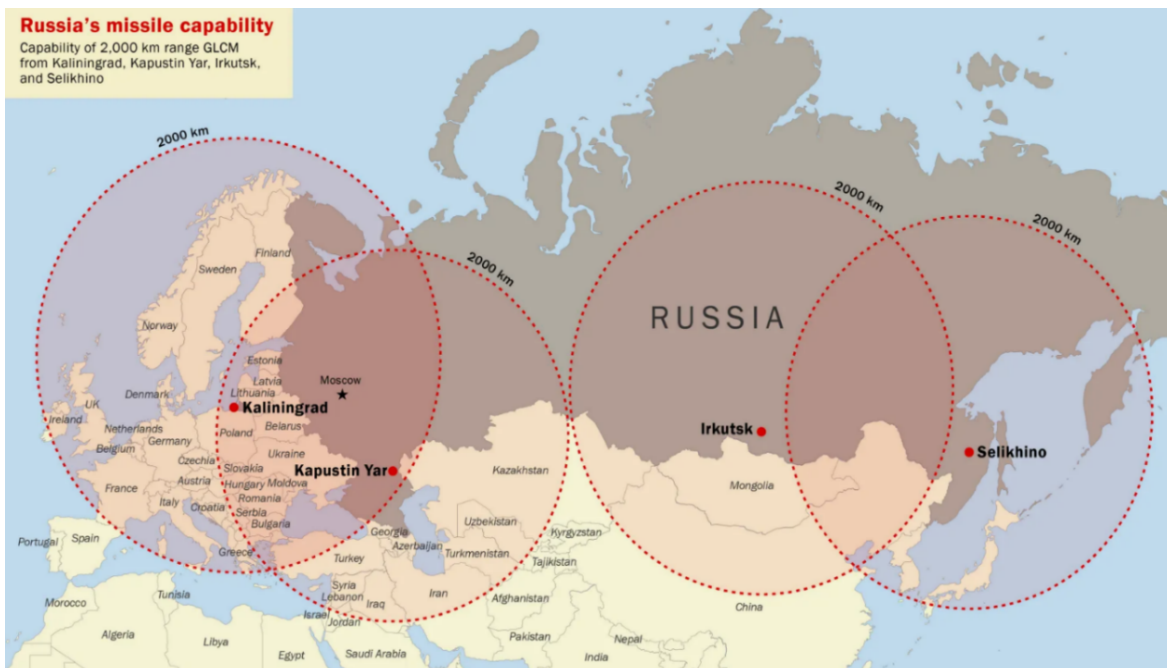 Russia's missile capability
Capability of 2,000 km range GLCM
from Kaliningrad, Kapustin Yar, Irkutsk,
and Selikhino
2000 km
2000 km
2000 km
2000 km
Finland
Sweden
Norway
RUSSIA
Estonia
Moscow
Latvia
Denmark
Lithuania
UK
Kaliningrad
Ireland
Netherlands
Belarus
Poland
Irkutsk
Germany
Belgium
Ukraine
Selikhino
Czechia
Slovakia
Kapustin Yar
Kazakhstan
Austria
Hungary
Moldova
Mongolia
France
Romania
Italy
Croatia
Serbia
Uzbekistan
Bulgaria
Georgia
Kyrgyzstan
Portugal
Spain
Azerbaijan
Greece
Turkey
Turkmenistan
Tajikistan
Syria
Lebanon
Iran
Tunisia
Afghanistan
Iraq
Morocco
China
Israel
Jordan
Algeria
Libya
Pakistan
Nepal
Egypt
Saudi Arabia
India